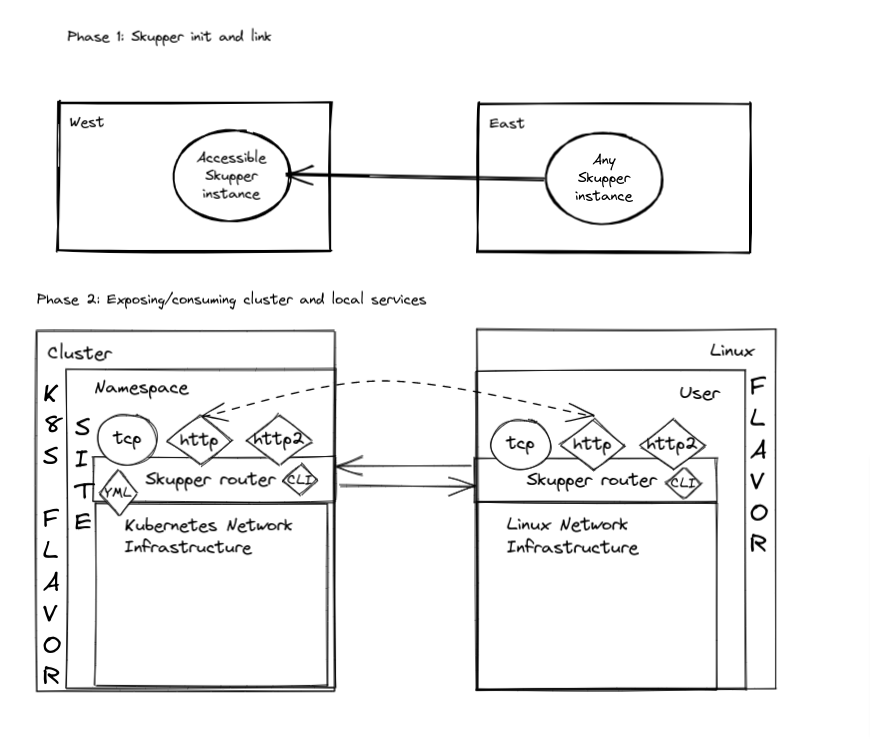 Phase 1: Skupper init and link
West
Accessible
Skupper
instance
East
Any
Skupper
instance
Phase 2: Exposing/consuming cluster and local services
Cluster
K8S FLAVOR
SITE
Namespace
tcp
http
http2
Skupper router
CLI
YML
Kubernetes Network
Infrastructure
Linux
FLAVOR
User
tcp
http
http2
Skupper router
CLI
Linux Network
Infrastructure